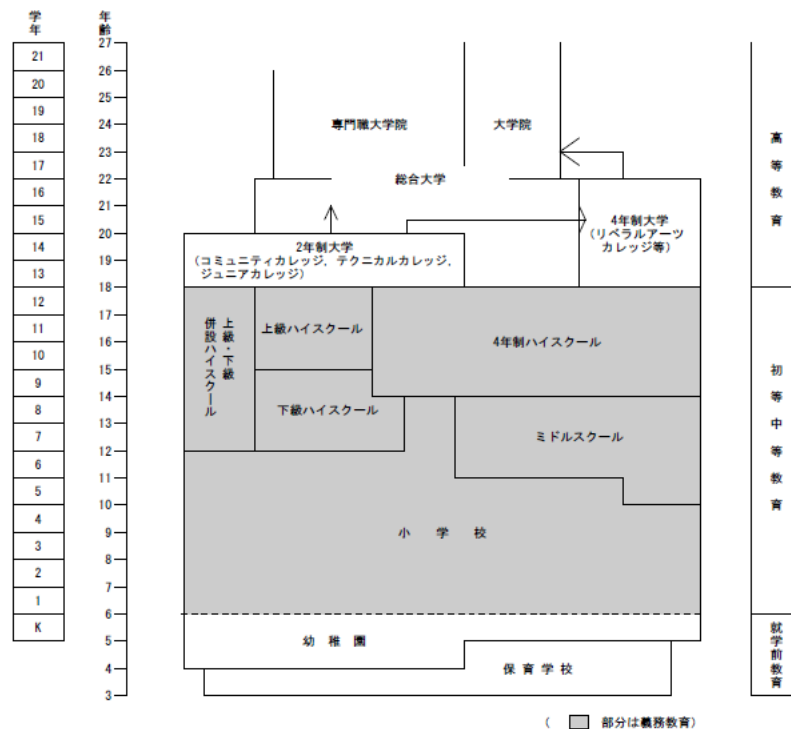 学年
年齢
27
21
26
20
25
19
24
専門職大学院
大学院
18
23
17
22
総合大学
16
21
15
20
4年制大学
(リベラルアーツ
カレッジ等)
14
2年制大学
(コミュニティカレッジ, テクニカルカレッジ,
ジュニアカレッジ)
19
13
18
高等教育
12
17
上級・下級
併設ハイスクール
上級ハイスクール
4年制ハイスクール
11
16
10
15
9
14
8
下級ハイスクール
13
7
ミドルスクール
12
6
11
5
10
4
小学校
9
3
8
2
7
1
6
初等中等教育
K
幼稚園
5
4
保育学校
3
就学前教育
( 部分は義務教育)